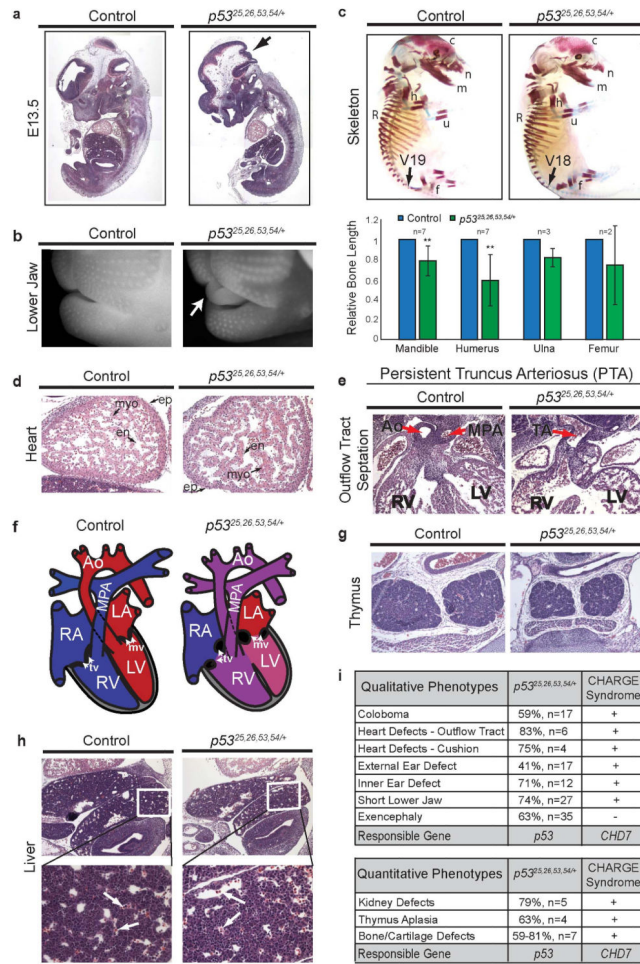 a
Control
p53^25,26,53,54/+
E13.5
b
Control
p53^25,26,53,54/+
Lower Jaw
c
Control
p53^25,26,53,54/+
Skeleton
c
n
m
h
R
u
V19
f
c
n
m
h
R
u
V18
f
Control
p53^25,26,53,54/+
Relative Bone Length
1.2
1
0.8
0.6
0.4
0.2
0
n=7
**
n=7
**
n=3
n=2
Mandible
Humerus
Ulna
Femur
d
Control
p53^25,26,53,54/+
Heart
myo
ep
en
en
myo
ep
e
Persistent Truncus Arteriosus (PTA)
Control
p53^25,26,53,54/+
Outflow Tract
Septation
Ao
MPA
RV
LV
TA
RV
LV
f
Control
p53^25,26,53,54/+
Ao
MPA
LA
RA
mv
tv
LV
RV
Ao
MPA
LA
RA
mv
tv
LV
RV
g
Control
p53^25,26,53,54/+
Thymus
h
Control
p53^25,26,53,54/+
Liver
i
Qualitative Phenotypes p53^25,26,53,54/+ CHARGE Syndrome
Coloboma 59%, n=17 +
Heart Defects - Outflow Tract 83%, n=6 +
Heart Defects - Cushion 75%, n=4 +
External Ear Defect 41%, n=17 +
Inner Ear Defect 71%, n=12 +
Short Lower Jaw 74%, n=27 +
Exencephaly 63%, n=35 -
Responsible Gene p53 CHD7
Quantitative Phenotypes p53^25,26,53,54/+ CHARGE Syndrome
Kidney Defects 79%, n=5 +
Thymus Aplasia 63%, n=4 +
Bone/Cartilage Defects 59-81%, n=7 +
Responsible Gene p53 CHD7